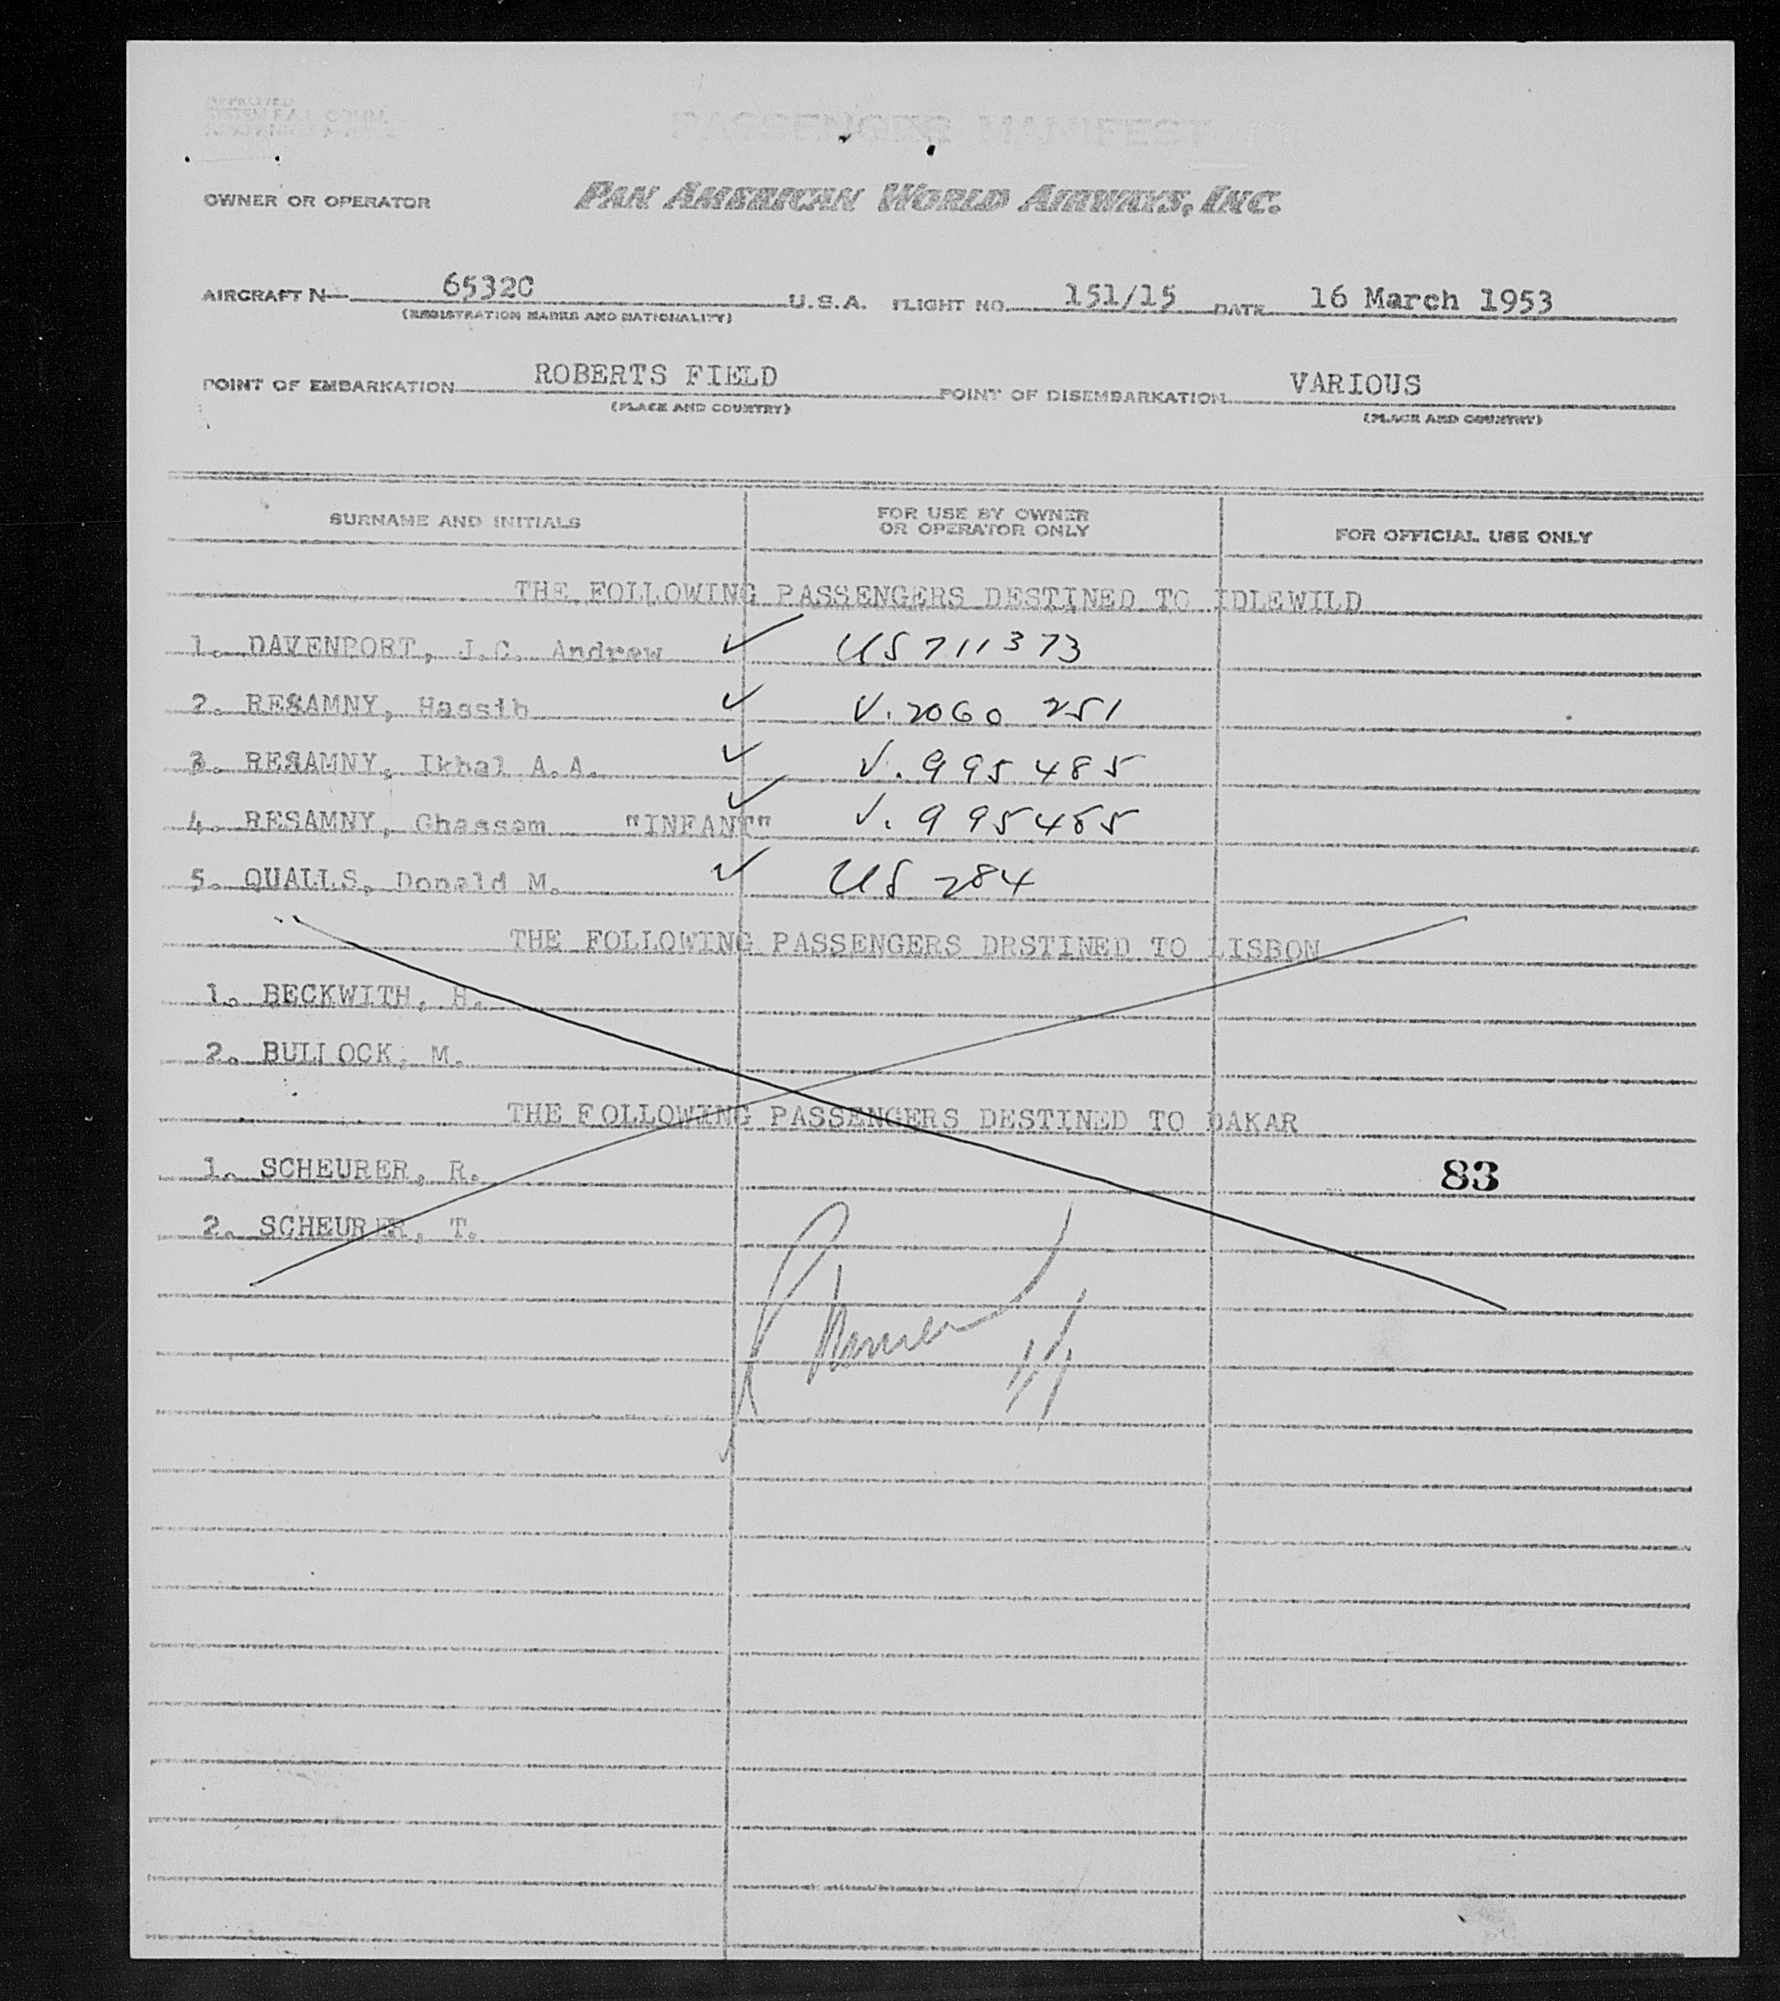 APPROVED
PASSENGER MANIFEST
OWNER OR OPERATOR PAN AMERICAN WORLD AIRWAYS, INC.
AIRCRAFT N 6532C U.S.A. FLIGHT NO. 151/15 DATE 16 March 1953
(REGISTRATION MARKS AND NATIONALITY)
POINT OF EMBARKATION ROBERTS FIELD POINT OF DISEMBARKATION VARIOUS
(PLACE AND COUNTRY) (PLACE AND COUNTRY)
SURNAME AND INITIALS FOR USE BY OWNER OR OPERATOR ONLY FOR OFFICIAL USE ONLY
THE FOLLOWING PASSENGERS DESTINED TO IDLEWILD
1. DAVENPORT, J.C. Andrew ✓ US 711373
2. RESAMNY, Hassib ✓ V. 2060 251
3. RESAMNY, Ikbal A.A. ✓ V. 995485
4. RESAMNY, Ghassam "INFANT" ✓ V. 995485
5. QUALLS, Donald M. ✓ US 284
THE FOLLOWING PASSENGERS DRSTINED TO LISBON
1. BECKWITH, H.
2. BULLOCK, M.
THE FOLLOWING PASSENGERS DESTINED TO DAKAR
1. SCHEURER, R. 83
2. SCHEURER, T.